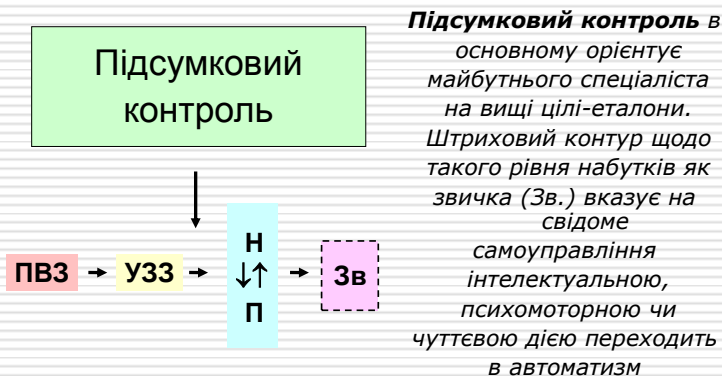 Підсумковий
контроль
ПВЗ → УЗЗ → Н ↓↑ П → Зв
Підсумковий контроль в
основному орієнтує
майбутнього спеціаліста
на вищі цілі-еталони.
Штриховий контур щодо
такого рівня набутків як
звичка (Зв.) вказує на
свідоме
самоуправління
інтелектуальною,
психомоторною чи
чуттєвою дією переходить
в автоматизм